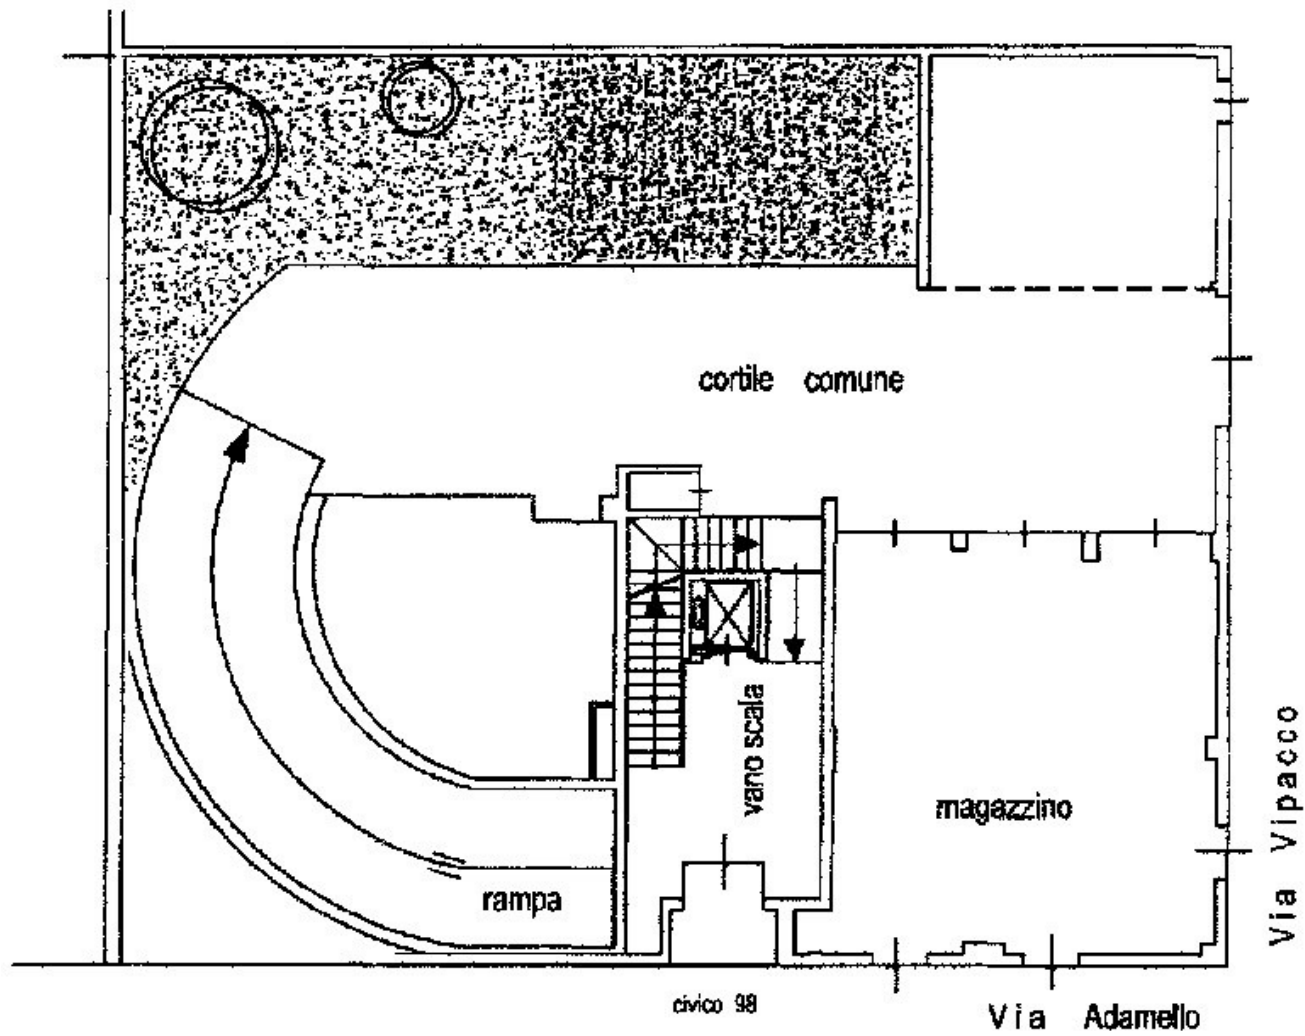 cortile comune
vano scala
magazzino
rampa
civico 98
Via Adamello
Via Vipacco